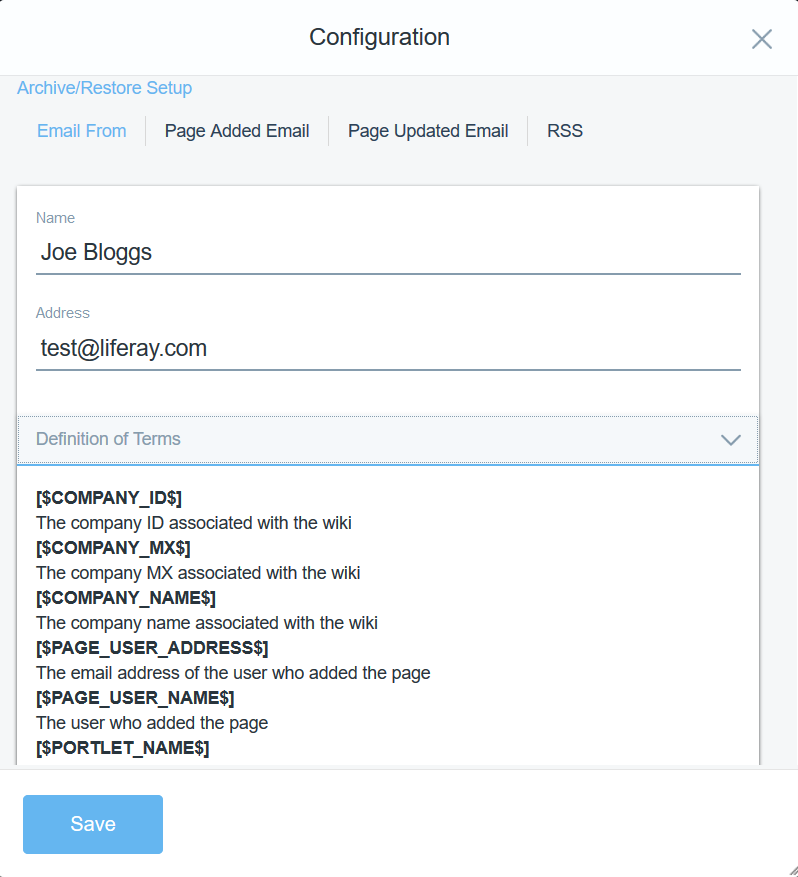 Configuration
Archive/Restore Setup
Email From
Page Added Email
Page Updated Email
RSS
Name
Joe Bloggs
Address
test@liferay.com
Definition of Terms
[$COMPANY_ID$]
The company ID associated with the wiki
[$COMPANY_MX$]
The company MX associated with the wiki
[$COMPANY_NAME$]
The company name associated with the wiki
[$PAGE_USER_ADDRESS$]
The email address of the user who added the page
[$PAGE_USER_NAME$]
The user who added the page
[$PORTLET_NAME$]
Save